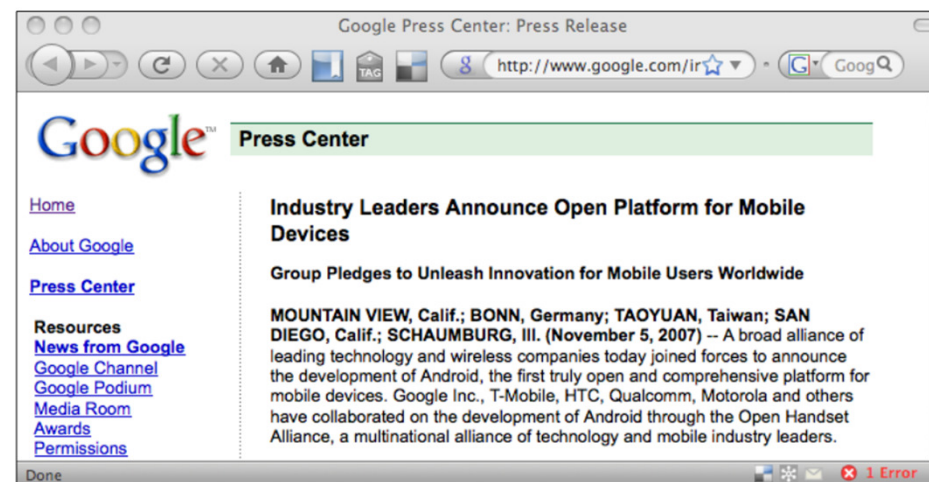 Google Press Center: Press Release
TAG
g http://www.google.com/ir G Goog
Google™ Press Center
Home
About Google
Press Center
Resources
News from Google
Google Channel
Google Podium
Media Room
Awards
Permissions
Industry Leaders Announce Open Platform for Mobile
Devices
Group Pledges to Unleash Innovation for Mobile Users Worldwide
MOUNTAIN VIEW, Calif.; BONN, Germany; TAOYUAN, Taiwan; SAN
DIEGO, Calif.; SCHAUMBURG, Ill. (November 5, 2007) -- A broad alliance of
leading technology and wireless companies today joined forces to announce
the development of Android, the first truly open and comprehensive platform for
mobile devices. Google Inc., T-Mobile, HTC, Qualcomm, Motorola and others
have collaborated on the development of Android through the Open Handset
Alliance, a multinational alliance of technology and mobile industry leaders.
Done
1 Error